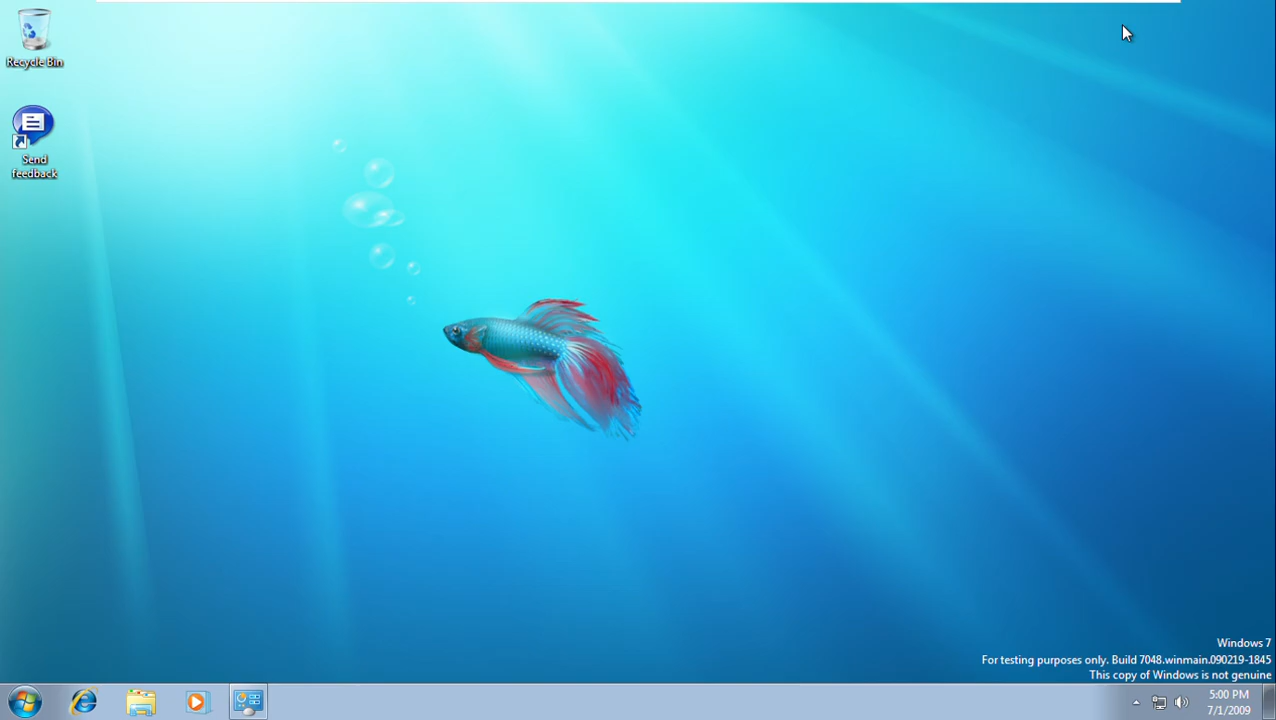 Recycle Bin
Send
feedback
Windows 7
For testing purposes only. Build 7048.winmain.090219-1845
This copy of Windows is not genuine
5:00 PM
7/1/2009